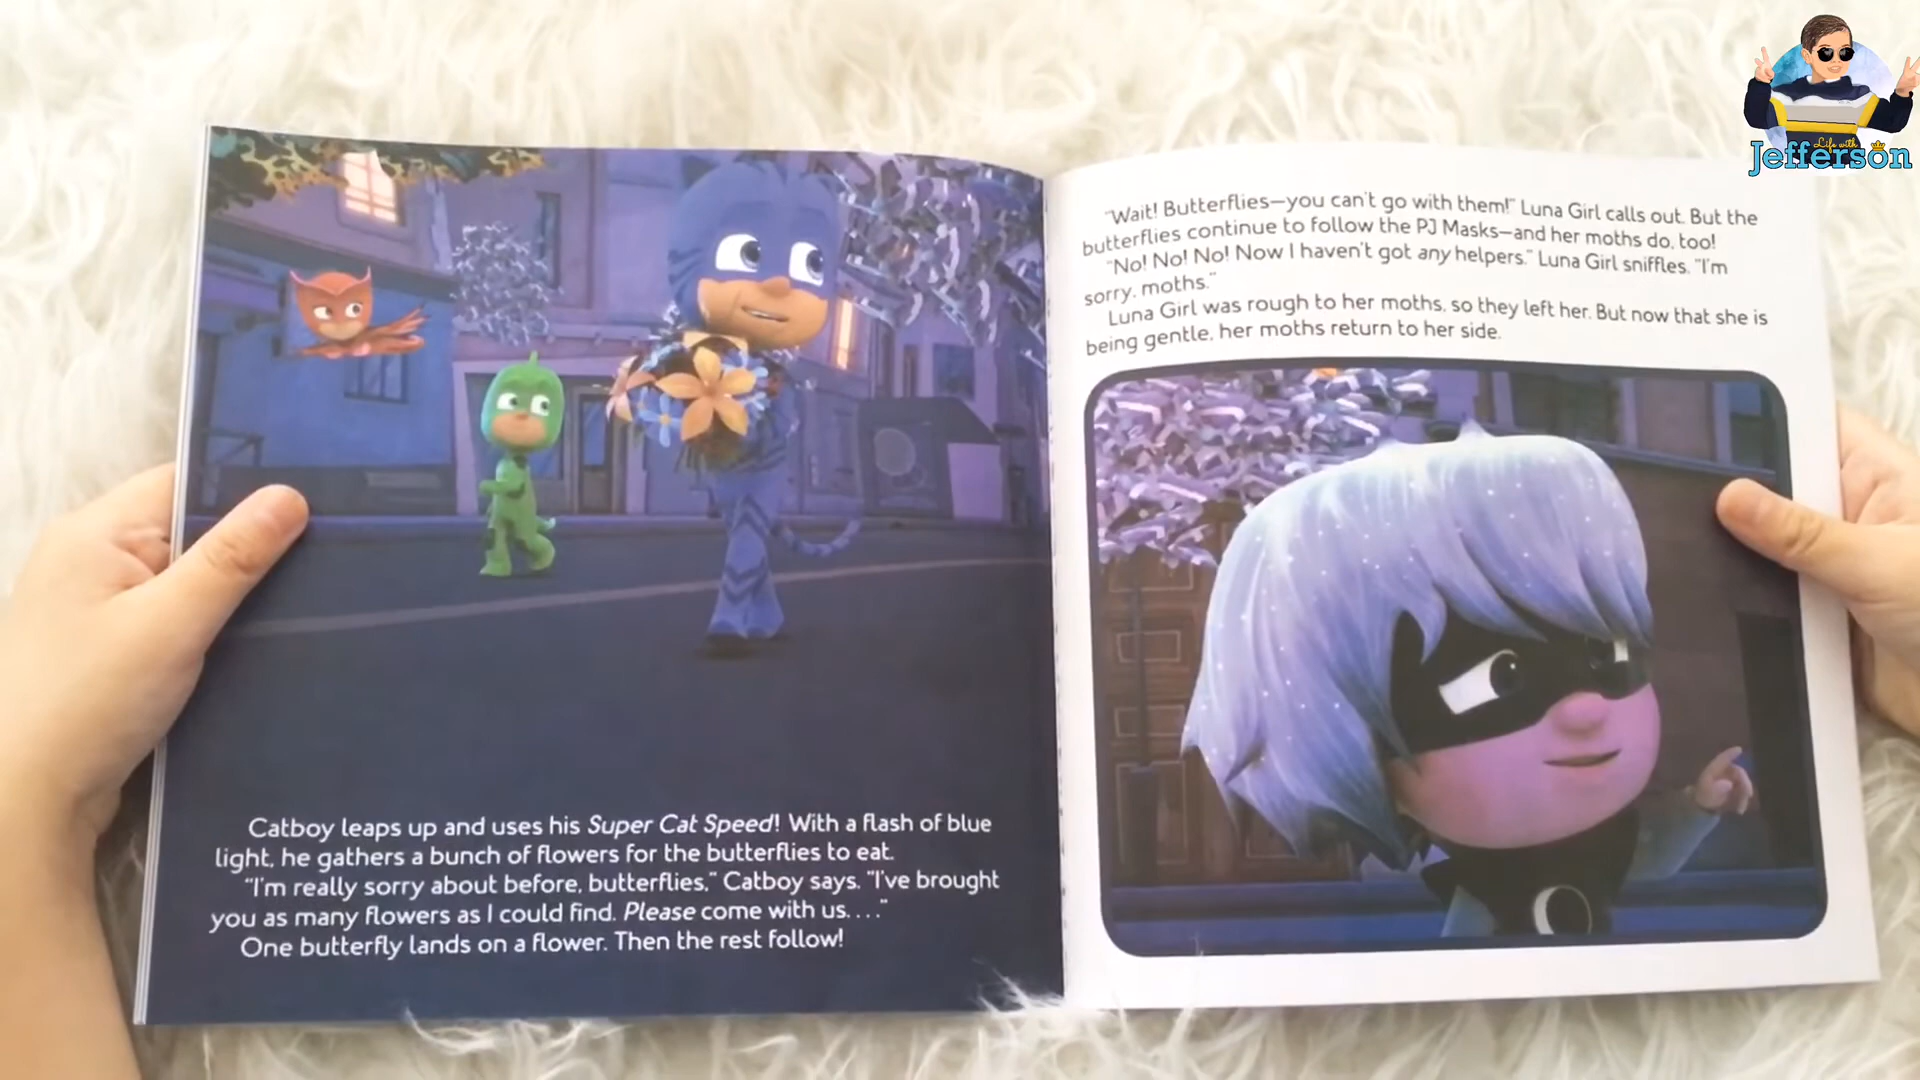 Catboy leaps up and uses his Super Cat Speed! With a flash of blue
light, he gathers a bunch of flowers for the butterflies to eat.
"I'm really sorry about before, butterflies," Catboy says. "I've brought
you as many flowers as I could find. Please come with us. . . ."
One butterfly lands on a flower. Then the rest follow!
"Wait! Butterflies—you can't go with them!" Luna Girl calls out. But the
butterflies continue to follow the PJ Masks—and her moths do, too!
"No! No! No! Now I haven't got any helpers." Luna Girl sniffles. "I'm
sorry, moths."
Luna Girl was rough to her moths, so they left her. But now that she is
being gentle, her moths return to her side.
Life with
Jefferson